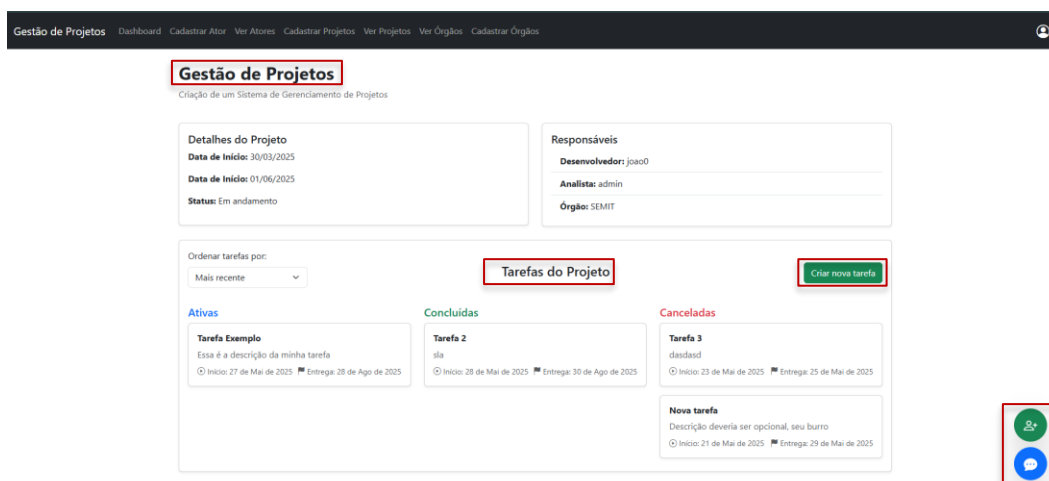 Gestão de Projetos Dashboard Cadastrar Ator Ver Atores Cadastrar Projetos Ver Projetos Ver Órgãos Cadastrar Órgãos
Gestão de Projetos
Criação de um Sistema de Gerenciamento de Projetos
Detalhes do Projeto
Data de Início: 30/03/2025
Data de Início: 01/06/2025
Status: Em andamento
Responsáveis
Desenvolvedor: joao0
Analista: admin
Órgão: SEMIT
Ordenar tarefas por:
Mais recente
Tarefas do Projeto
Criar nova tarefa
Ativas
Tarefa Exemplo
Essa é a descrição da minha tarefa
Início: 27 de Mai de 2025 Entrega: 28 de Ago de 2025
Concluídas
Tarefa 2
sla
Início: 28 de Mai de 2025 Entrega: 30 de Ago de 2025
Canceladas
Tarefa 3
dasdasd
Início: 23 de Mai de 2025 Entrega: 25 de Mai de 2025
Nova tarefa
Descrição deveria ser opcional, seu burro
Início: 21 de Mai de 2025 Entrega: 29 de Mai de 2025